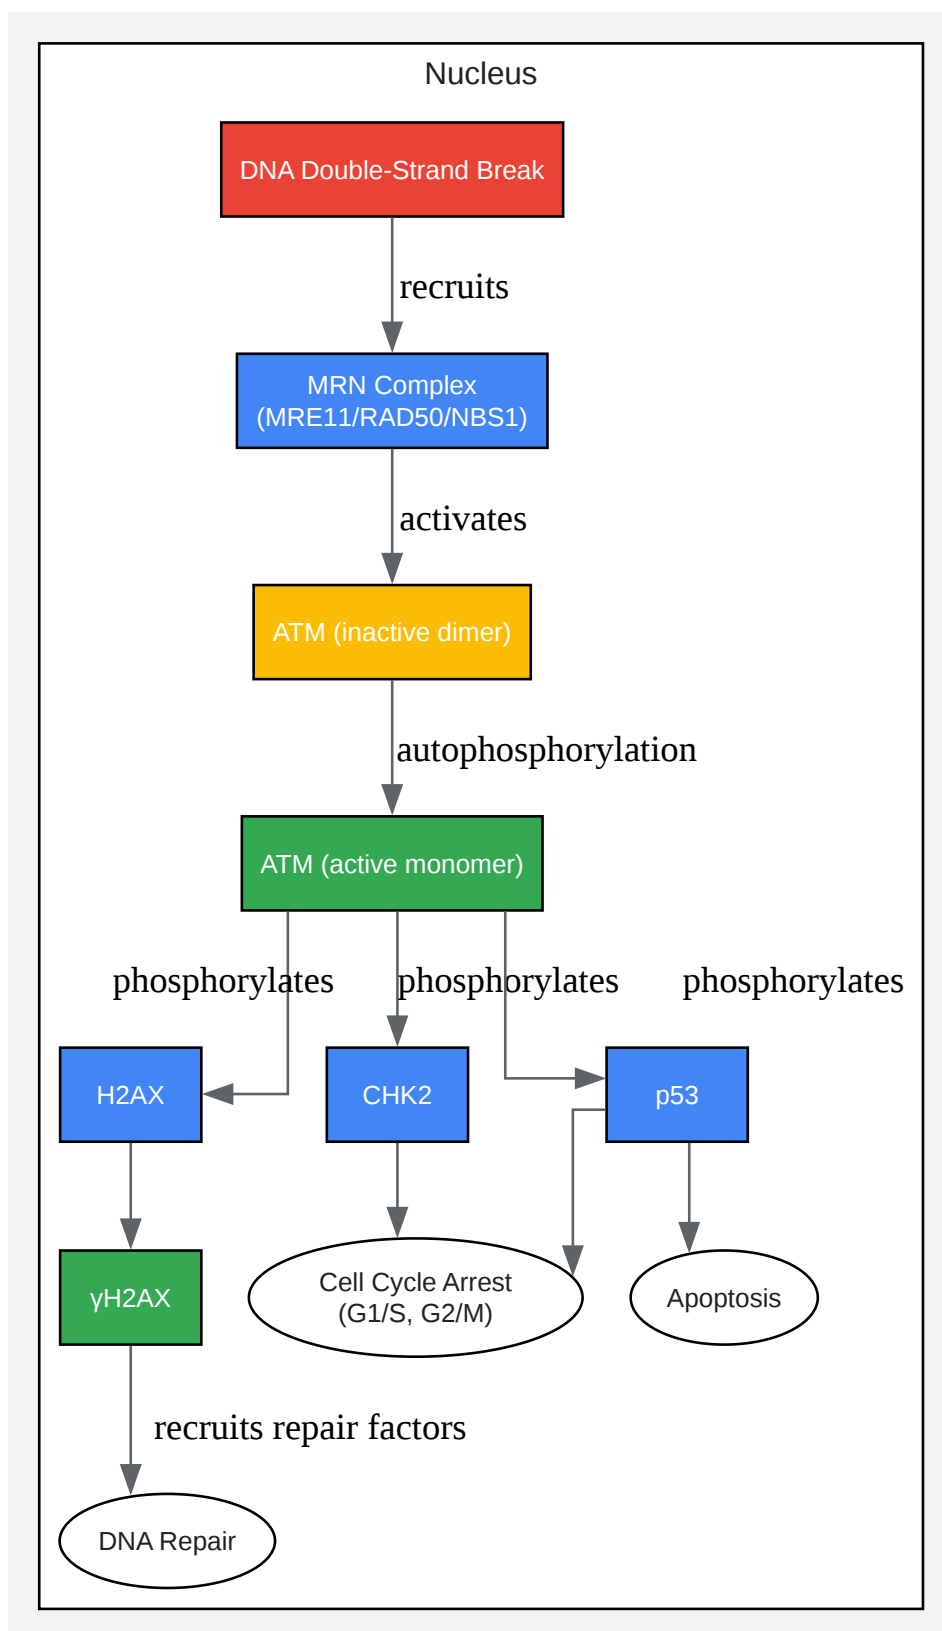 Nucleus
DNA Double-Strand Break
recruits
MRN Complex
(MRE11/RAD50/NBS1)
activates
ATM (inactive dimer)
autophosphorylation
ATM (active monomer)
phosphorylates
phosphorylates
phosphorylates
H2AX
CHK2
p53
γH2AX
Cell Cycle Arrest
(G1/S, G2/M)
Apoptosis
recruits repair factors
DNA Repair